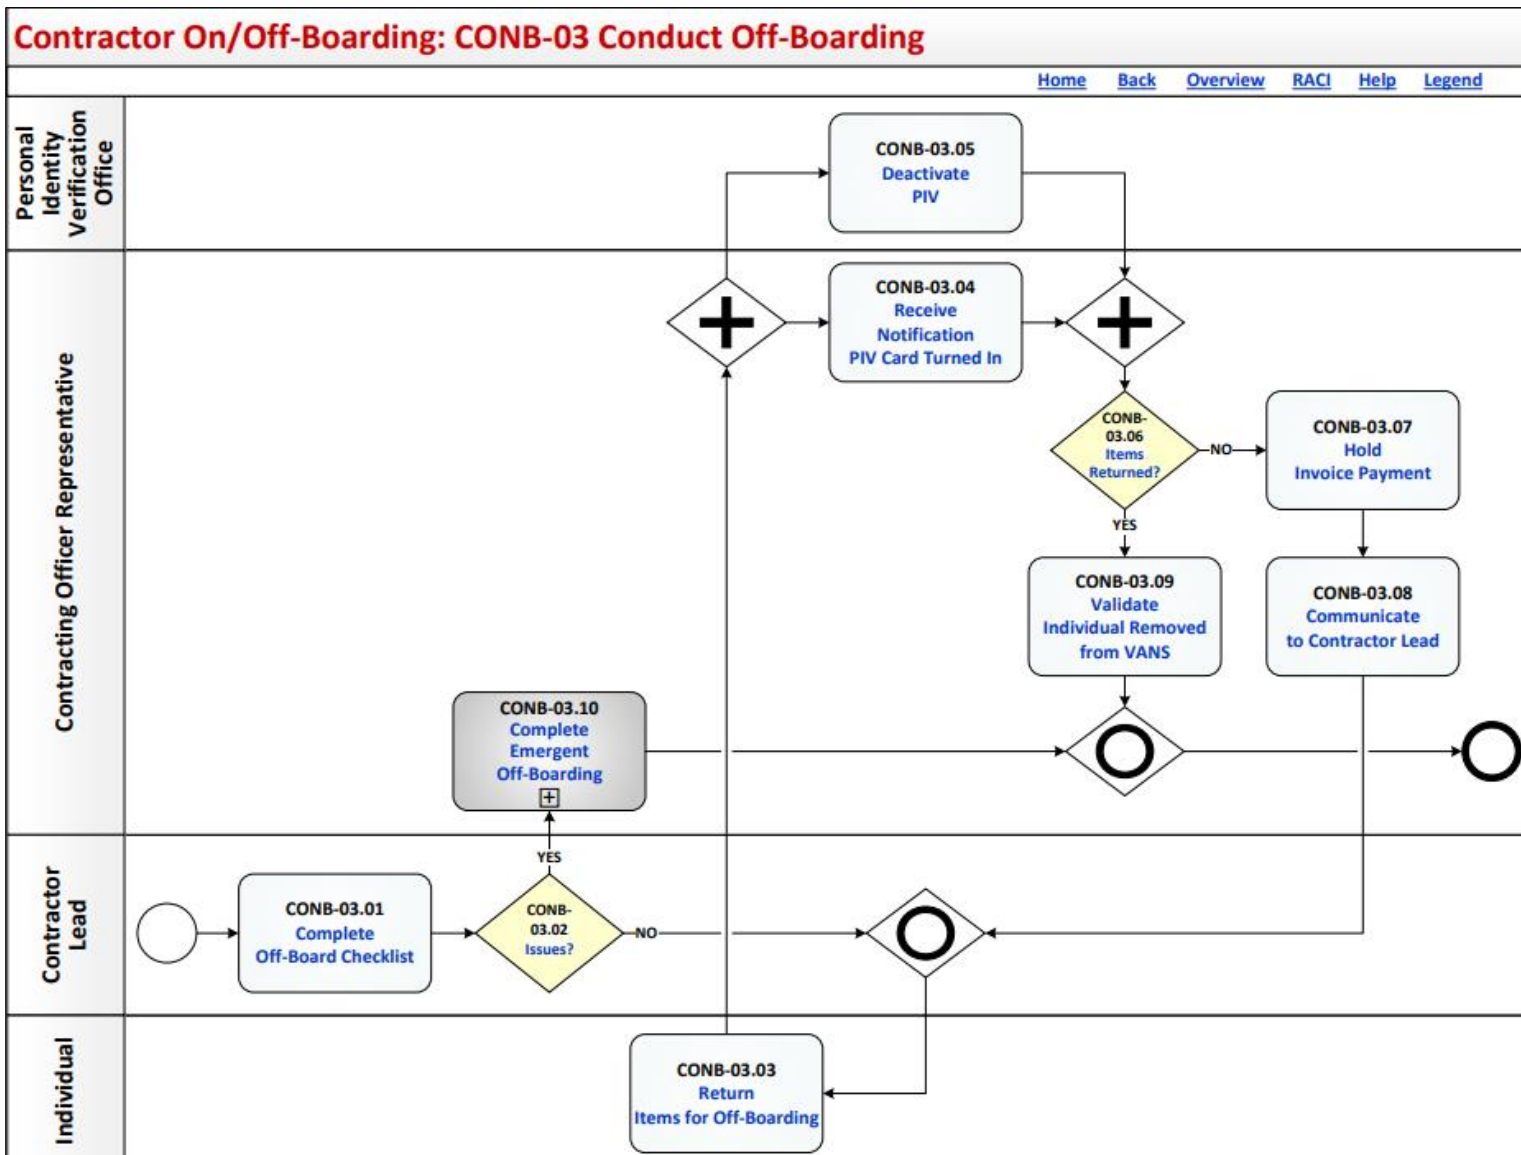 Contractor On/Off-Boarding: CONB-03 Conduct Off-Boarding
Home Back Overview RACI Help Legend
Personal
Identity
Verification
Office
CONB-03.05
Deactivate
PIV
Contracting Officer Representative
CONB-03.04
Receive
Notification
PIV Card Turned In
CONB-
03.06
Items
Returned?
NO
YES
CONB-03.07
Hold
Invoice Payment
CONB-03.09
Validate
Individual Removed
from VANS
CONB-03.08
Communicate
to Contractor Lead
CONB-03.10
Complete
Emergent
Off-Boarding
YES
Contractor
Lead
CONB-03.01
Complete
Off-Board Checklist
CONB-
03.02
Issues?
NO
Individual
CONB-03.03
Return
Items for Off-Boarding